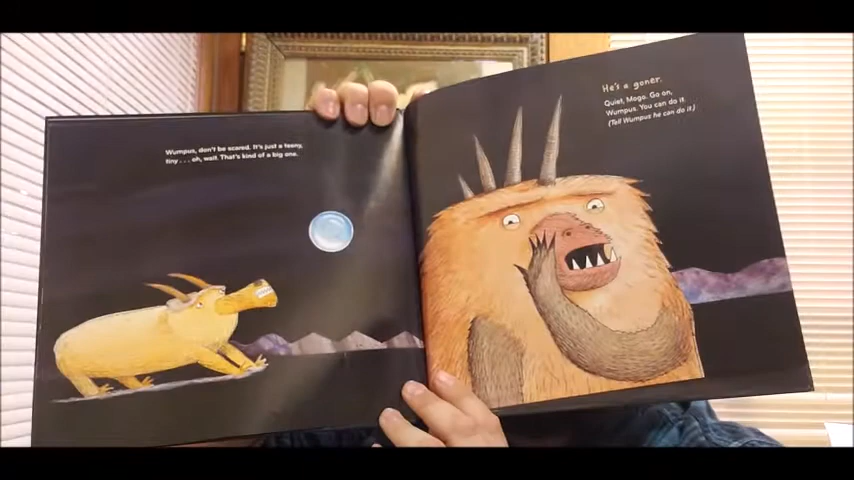 Wumpus, don't be scared. It's just a teeny,
tiny . . . oh, wait. That's kind of a big one.
He's a goner.
Quiet, Mogo. Go on,
Wumpus. You can do it.
(Tell Wumpus he can do it.)